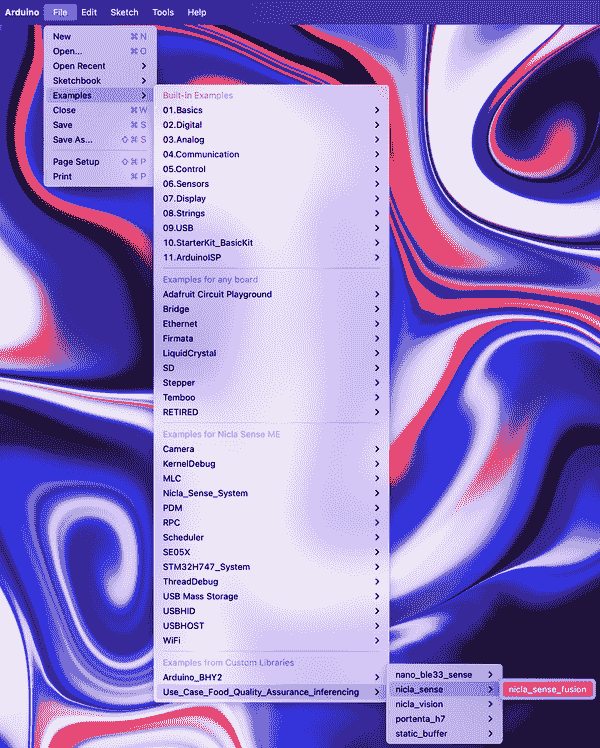 Arduino File Edit Sketch Tools Help
New ⌘ N
Open... ⌘ O
Open Recent
Sketchbook
Examples
Close ⌘ W
Save ⌘ S
Save As... ⇧ ⌘ S
Page Setup ⇧ ⌘ P
Print ⌘ P
Built-in Examples
01.Basics
02.Digital
03.Analog
04.Communication
05.Control
06.Sensors
07.Display
08.Strings
09.USB
10.StarterKit_BasicKit
11.ArduinoISP
Examples for any board
Adafruit Circuit Playground
Bridge
Ethernet
Firmata
LiquidCrystal
SD
Stepper
Temboo
RETIRED
Examples for Nicla Sense ME
Camera
KernelDebug
MLC
Nicla_Sense_System
PDM
RPC
Scheduler
SE05X
STM32H747_System
ThreadDebug
USB Mass Storage
USBHID
USBHOST
WiFi
Examples from Custom Libraries
Arduino_BHY2
Use_Case_Food_Quality_Assurance_inferencing
nano_ble33_sense
nicla_sense
nicla_vision
portenta_h7
static_buffer
nicla_sense_fusion